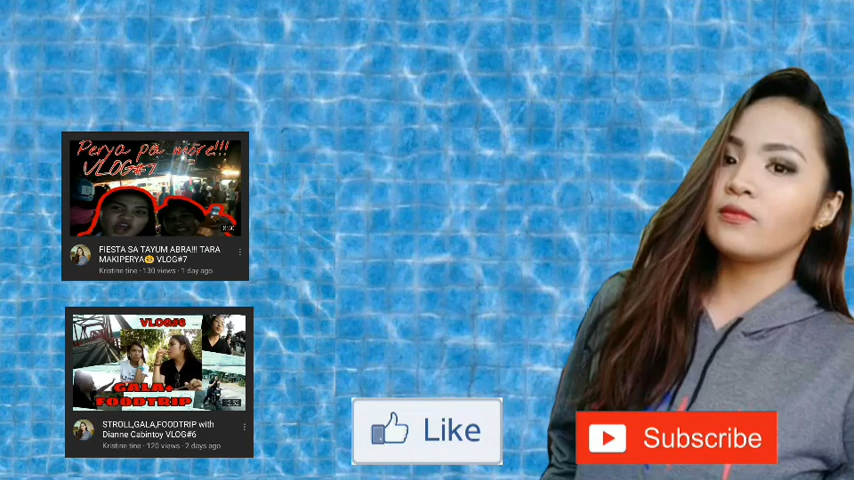 Perya pa more!!!
VLOG#7
FIESTA SA TAYUM ABRA!!! TARA
MAKIPERYA😊 VLOG#7
Kristine tine · 130 views · 1 day ago
VLOG#6
GALA+
FOODTRIP
STROLL,GALA,FOODTRIP with
Dianne Cabintoy VLOG#6
Kristine tine · 120 views · 2 days ago
Like
Subscribe